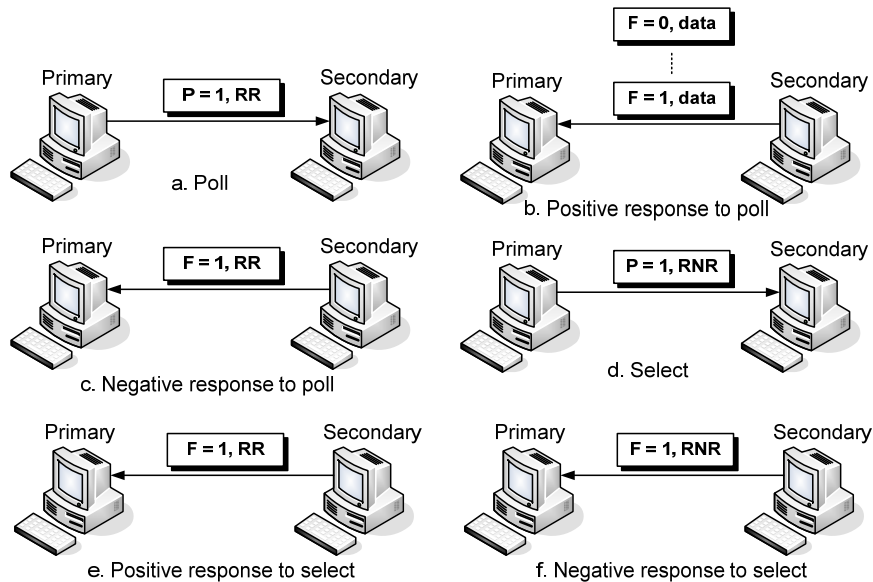 Primary
P = 1, RR
Secondary
a. Poll
F = 0, data
Primary
F = 1, data
Secondary
b. Positive response to poll
Primary
F = 1, RR
Secondary
c. Negative response to poll
Primary
P = 1, RNR
Secondary
d. Select
Primary
F = 1, RR
Secondary
e. Positive response to select
Primary
F = 1, RNR
Secondary
f. Negative response to select